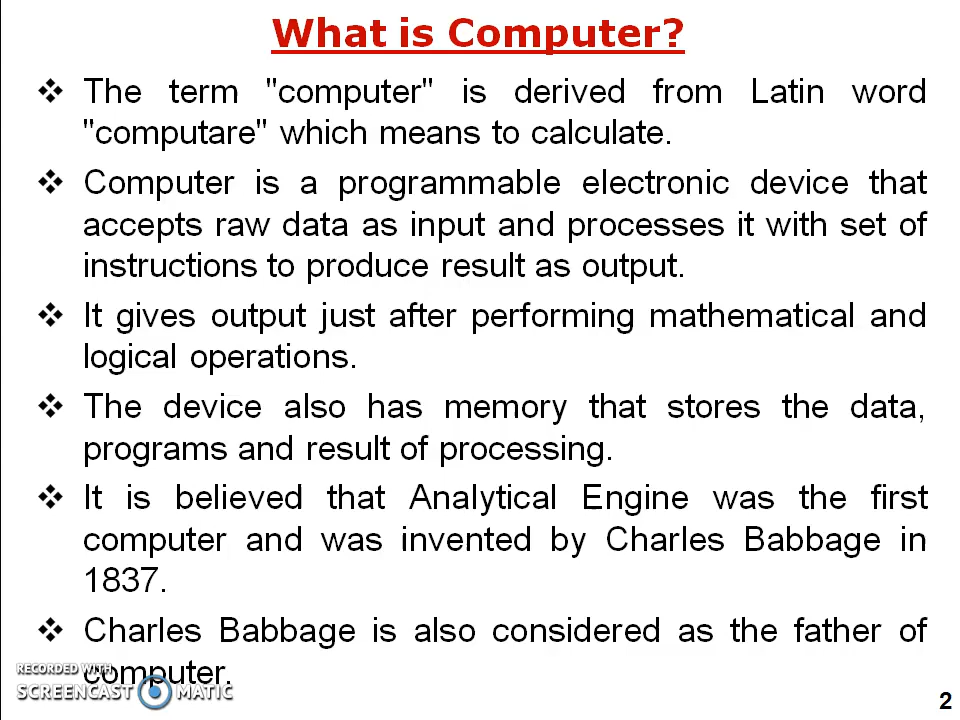 What is Computer?
❖ The term "computer" is derived from Latin word
"computare" which means to calculate.
❖ Computer is a programmable electronic device that
accepts raw data as input and processes it with set of
instructions to produce result as output.
❖ It gives output just after performing mathematical and
logical operations.
❖ The device also has memory that stores the data,
programs and result of processing.
❖ It is believed that Analytical Engine was the first
computer and was invented by Charles Babbage in
1837.
❖ Charles Babbage is also considered as the father of
computer.
RECORDED WITH
SCREENCAST MATIC
2